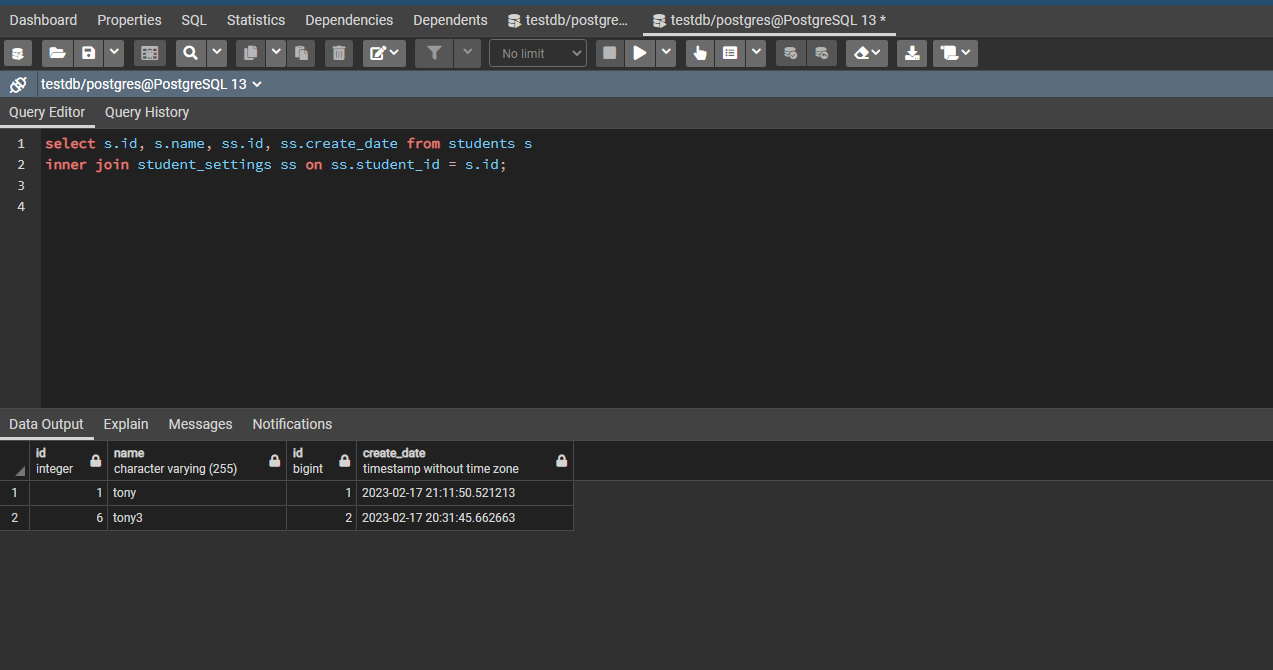 Dashboard Properties SQL Statistics Dependencies Dependents testdb/postgre... testdb/postgres@PostgreSQL 13 *
No limit
testdb/postgres@PostgreSQL 13
Query Editor Query History
1 select s.id, s.name, ss.id, ss.create_date from students s
2 inner join student_settings ss on ss.student_id = s.id;
3
4
Data Output Explain Messages Notifications
id name id create_date
integer character varying (255) bigint timestamp without time zone
1 1 tony 1 2023-02-17 21:11:50.521213
2 6 tony3 2 2023-02-17 20:31:45.662663